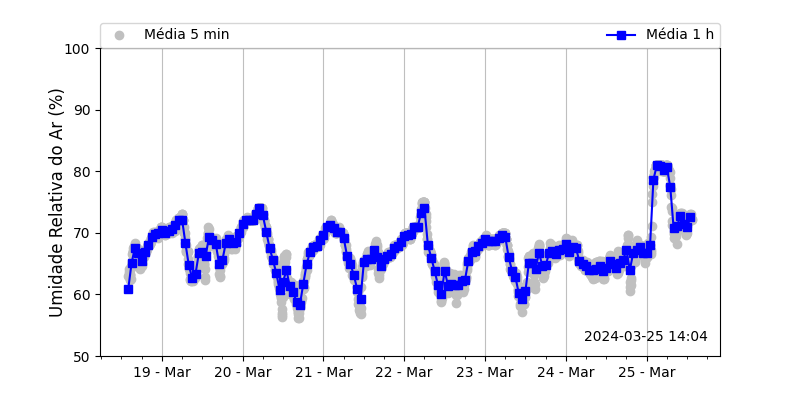 Média 5 min
Média 1 h
Umidade Relativa do Ar (%)
100
90
80
70
60
50
2024-03-25 14:04
19 - Mar
20 - Mar
21 - Mar
22 - Mar
23 - Mar
24 - Mar
25 - Mar